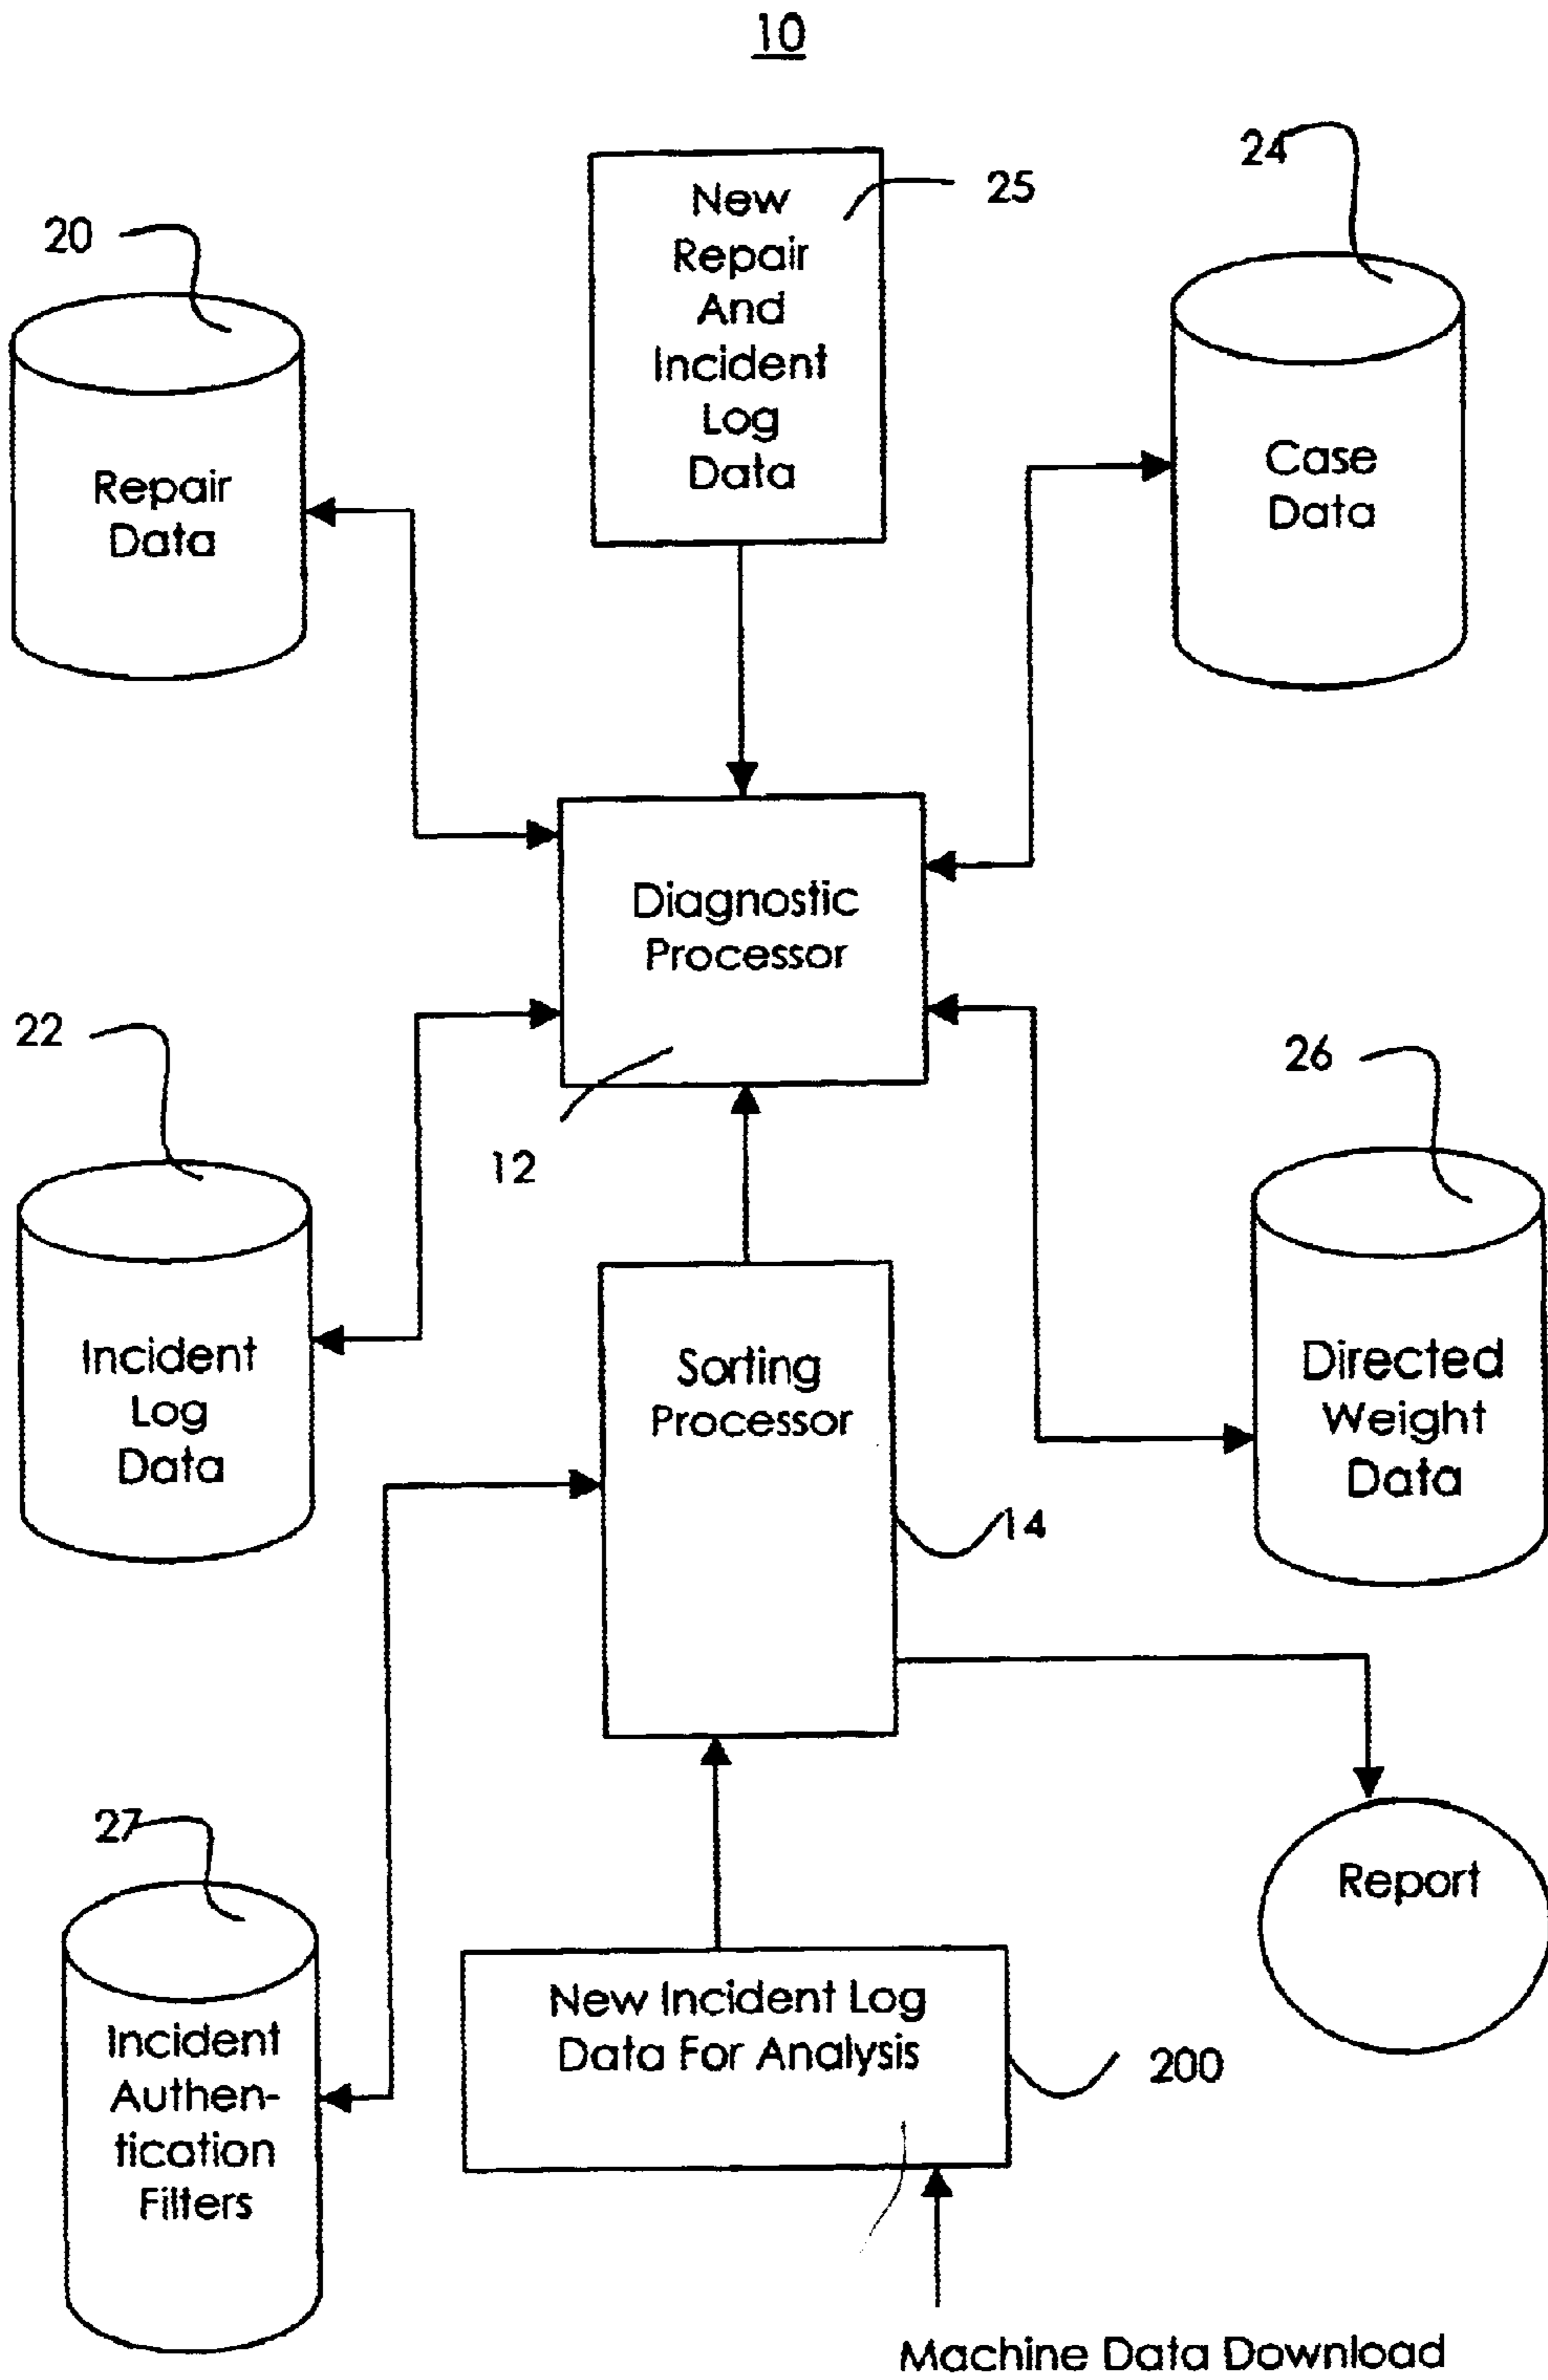 10
24
25
20
New
Repair
And
Incident
Log
Data
Case
Data
Repair
Data
Diagnostic
Processor
22
26
12
Incident
Log
Data
Sorting
Processor
Directed
Weight
Data
14
27
Report
New Incident Log
Data For Analysis
200
Incident
Authen-
tication
Filters
Machine Data Download